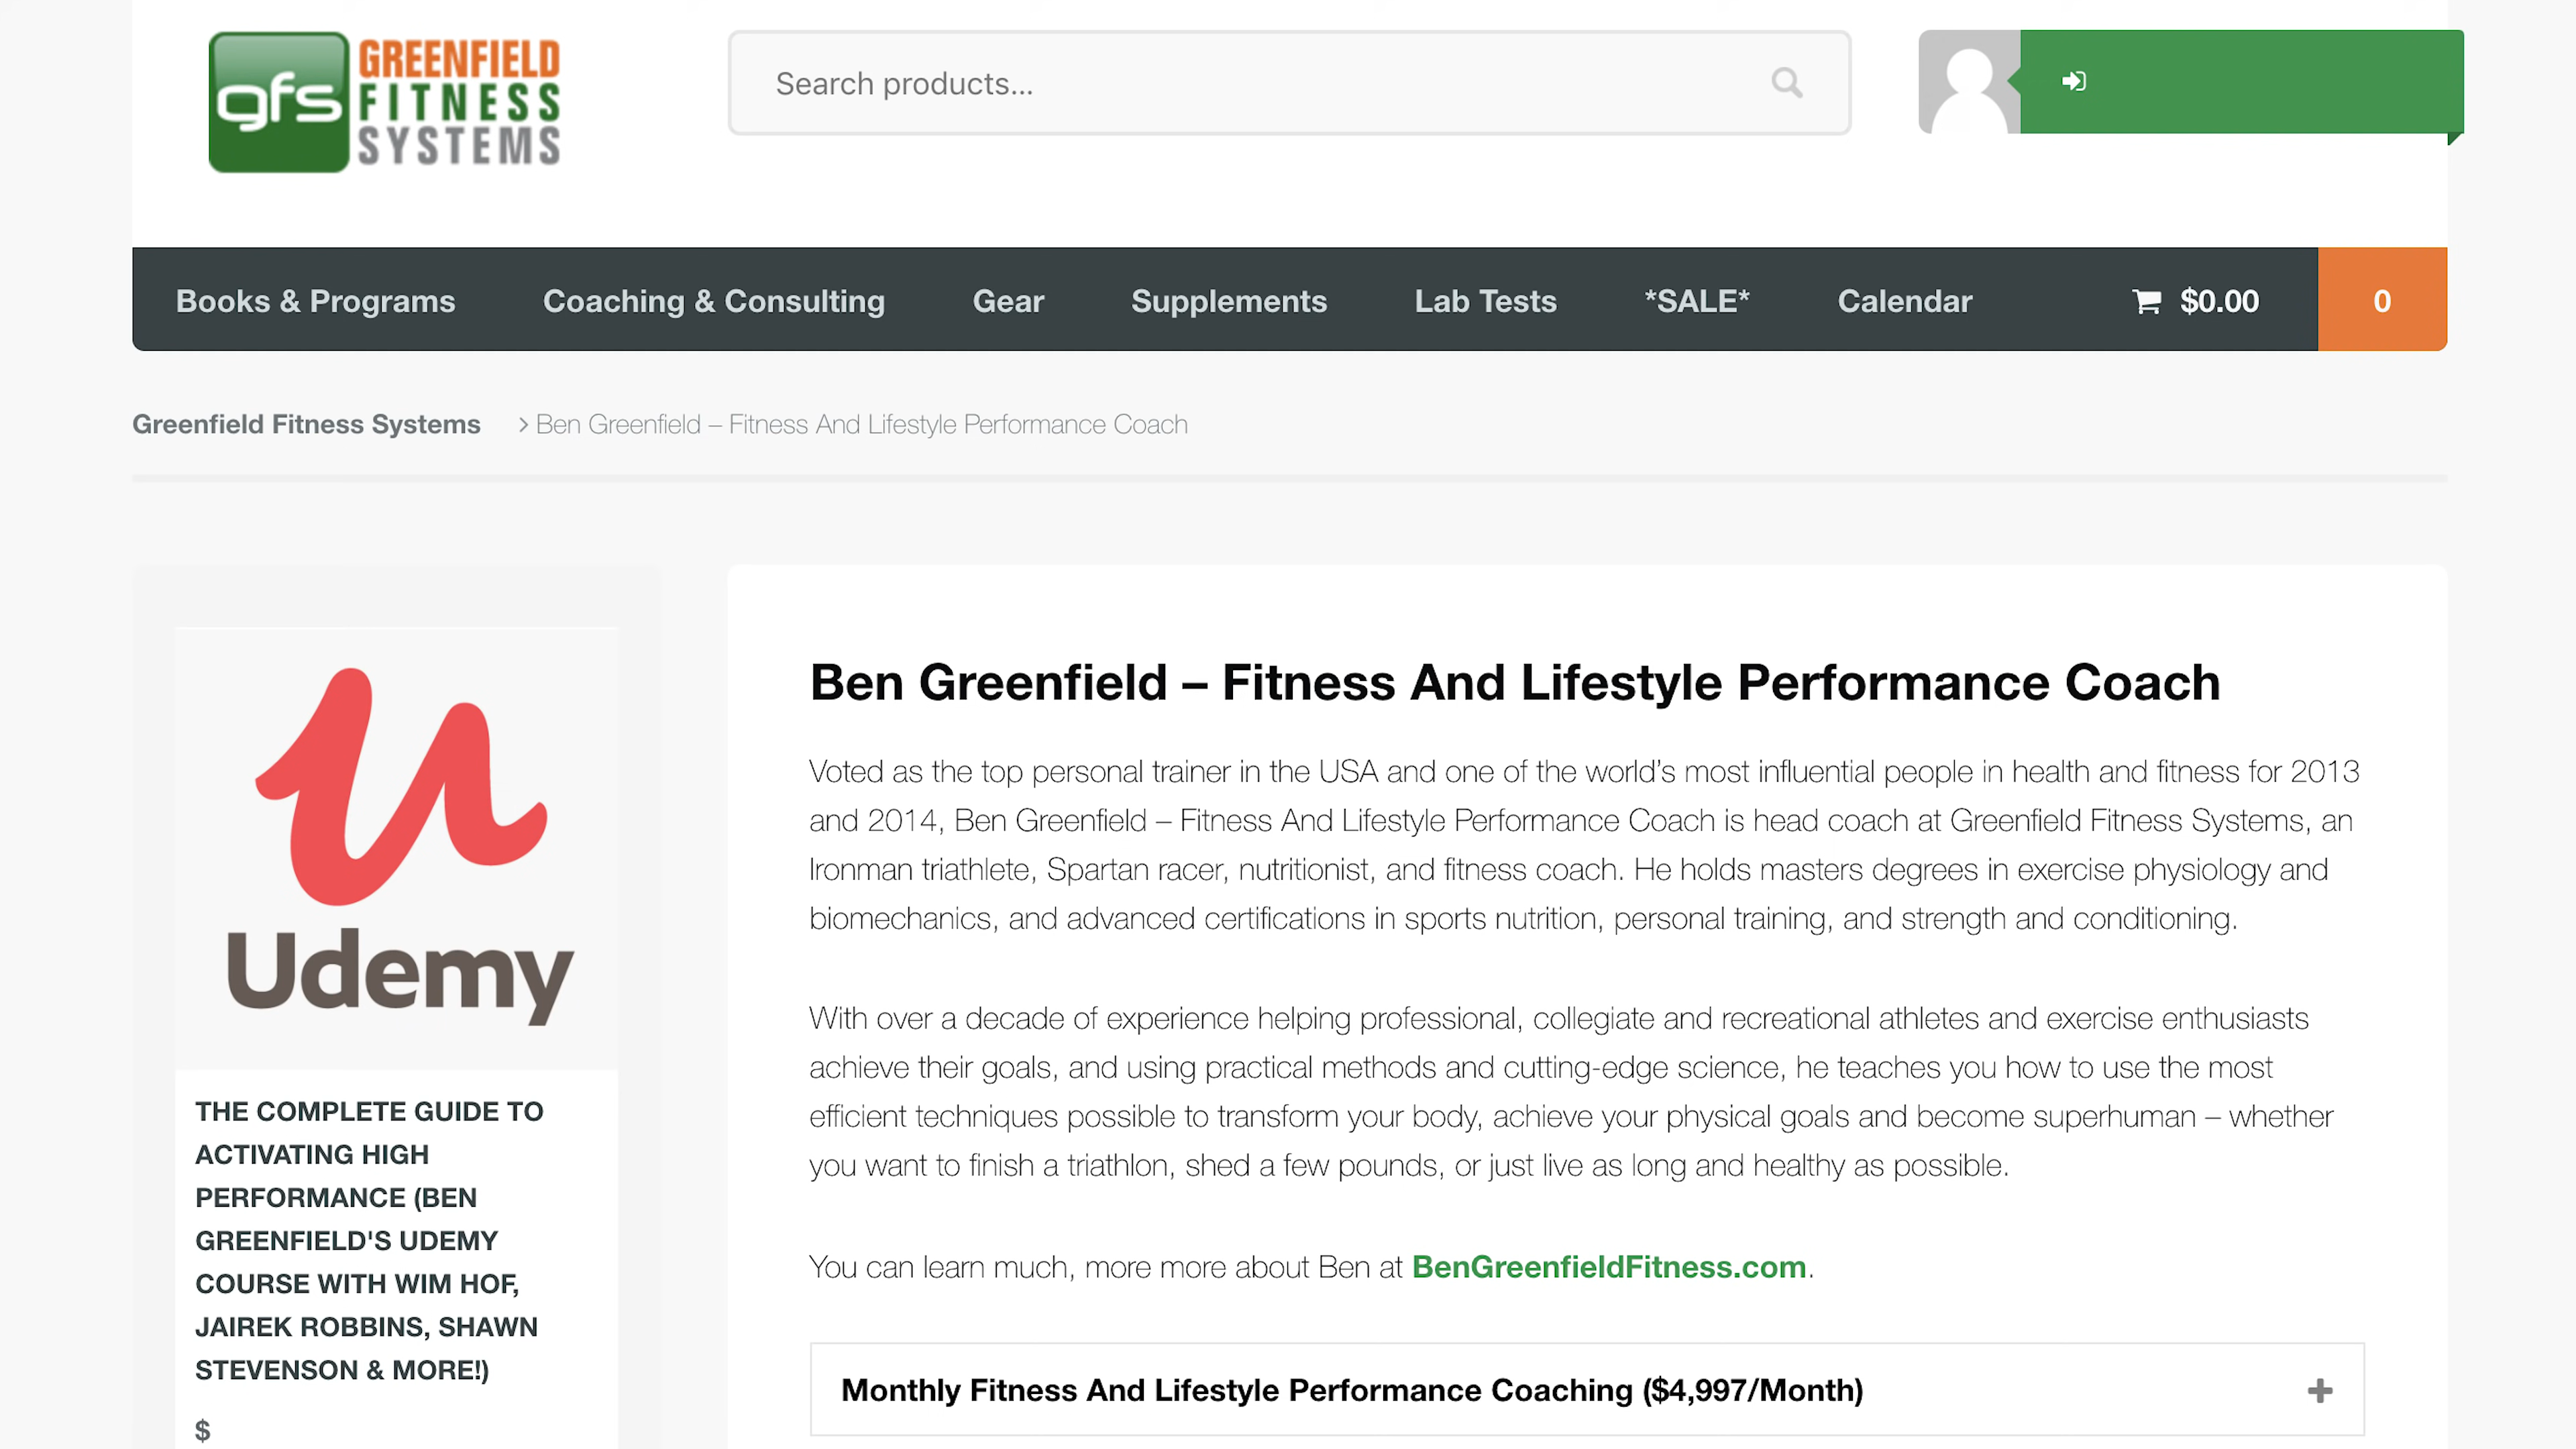 gfs
GREENFIELD
FITNESS
SYSTEMS
Search products...
Books & Programs
Coaching & Consulting
Gear
Supplements
Lab Tests
*SALE*
Calendar
$0.00
0
Greenfield Fitness Systems
Ben Greenfield – Fitness And Lifestyle Performance Coach
Udemy
THE COMPLETE GUIDE TO
ACTIVATING HIGH
PERFORMANCE (BEN
GREENFIELD'S UDEMY
COURSE WITH WIM HOF,
JAIREK ROBBINS, SHAWN
STEVENSON & MORE!)
$
Ben Greenfield – Fitness And Lifestyle Performance Coach
Voted as the top personal trainer in the USA and one of the world’s most influential people in health and fitness for 2013
and 2014, Ben Greenfield – Fitness And Lifestyle Performance Coach is head coach at Greenfield Fitness Systems, an
Ironman triathlete, Spartan racer, nutritionist, and fitness coach. He holds masters degrees in exercise physiology and
biomechanics, and advanced certifications in sports nutrition, personal training, and strength and conditioning.
With over a decade of experience helping professional, collegiate and recreational athletes and exercise enthusiasts
achieve their goals, and using practical methods and cutting-edge science, he teaches you how to use the most
efficient techniques possible to transform your body, achieve your physical goals and become superhuman – whether
you want to finish a triathlon, shed a few pounds, or just live as long and healthy as possible.
You can learn much, more more about Ben at BenGreenfieldFitness.com.
Monthly Fitness And Lifestyle Performance Coaching ($4,997/Month)